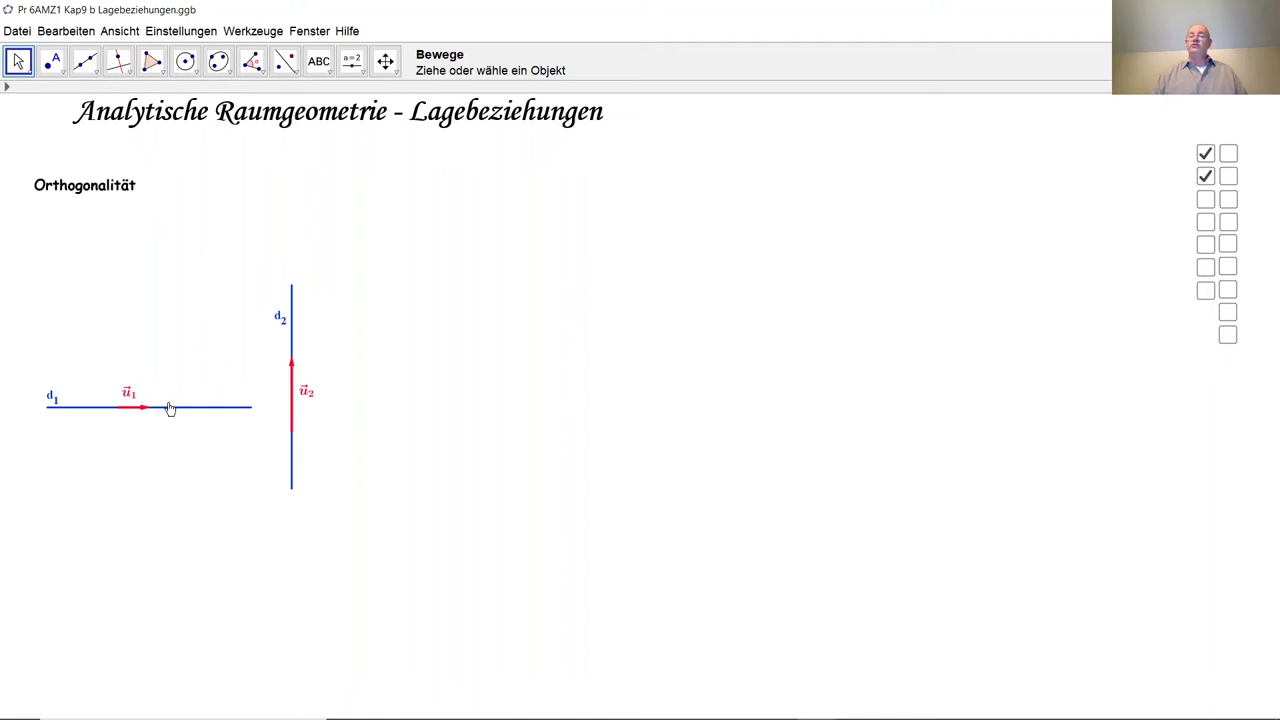 Pr 6AMZ1 Kap9 b Lagebeziehungen.ggb
Datei Bearbeiten Ansicht Einstellungen Werkzeuge Fenster Hilfe
A
ABC
a=2
Bewege
Ziehe oder wähle ein Objekt
Analytische Raumgeometrie - Lagebeziehungen
Orthogonalität
d₂
d₁
u⃗₁
u⃗₂